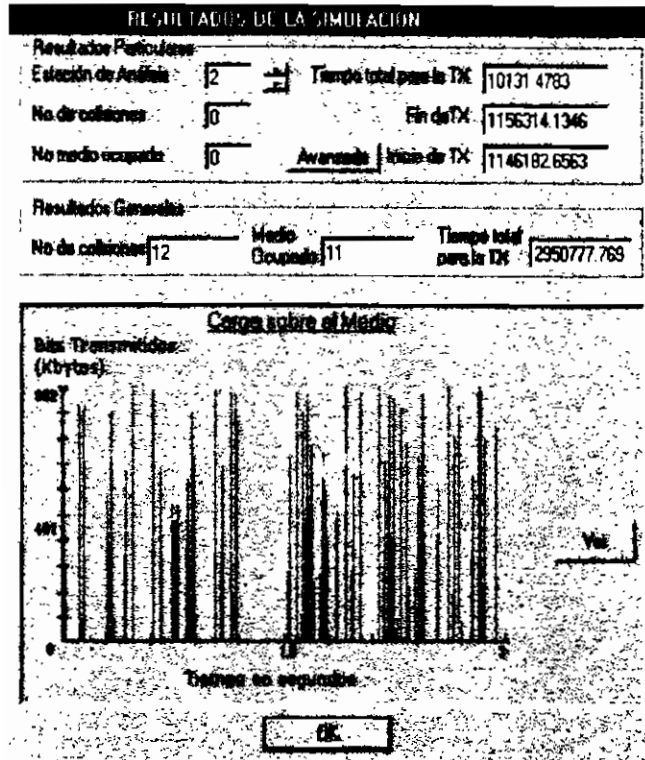 RESULTADOS DE LA SIMULACION
Resultados Particulares
Estación de Análisis 2 Tiempo total para la TX 10131.4783
No. de colisiones 0 Fin de TX 1156314.1346
No medio ocupado 0 Avanzado Inicio de TX 1146182.6563
Resultados Generales
No de colisiones 12 Medio Ocupado 11 Tiempo total para la TX 2950777.769
Carga sobre el Medio
Bits Transmitidos
(Kbytes)
0
Tiempo en segundos
OK